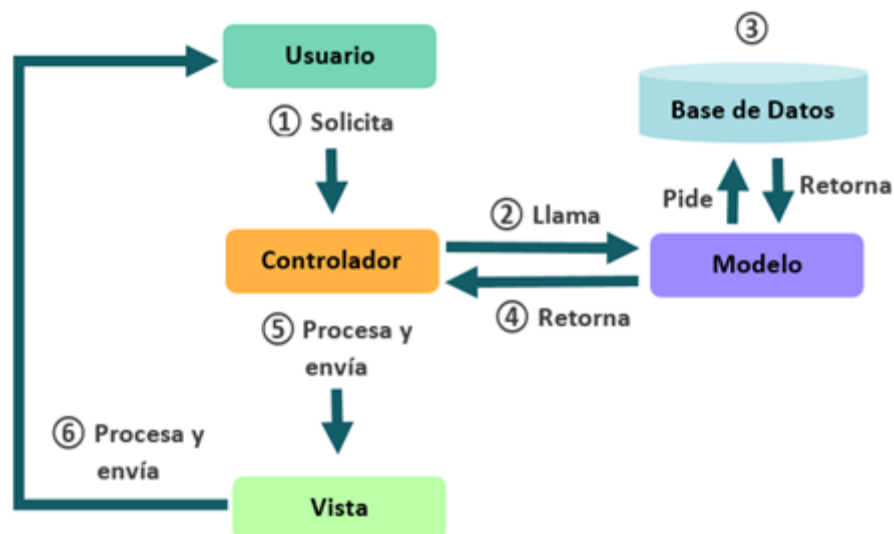 ③
Usuario
Base de Datos
① Solicita
Pide
Retorna
② Llama
Controlador
Modelo
④ Retorna
⑤ Procesa y
envía
⑥ Procesa y
envía
Vista